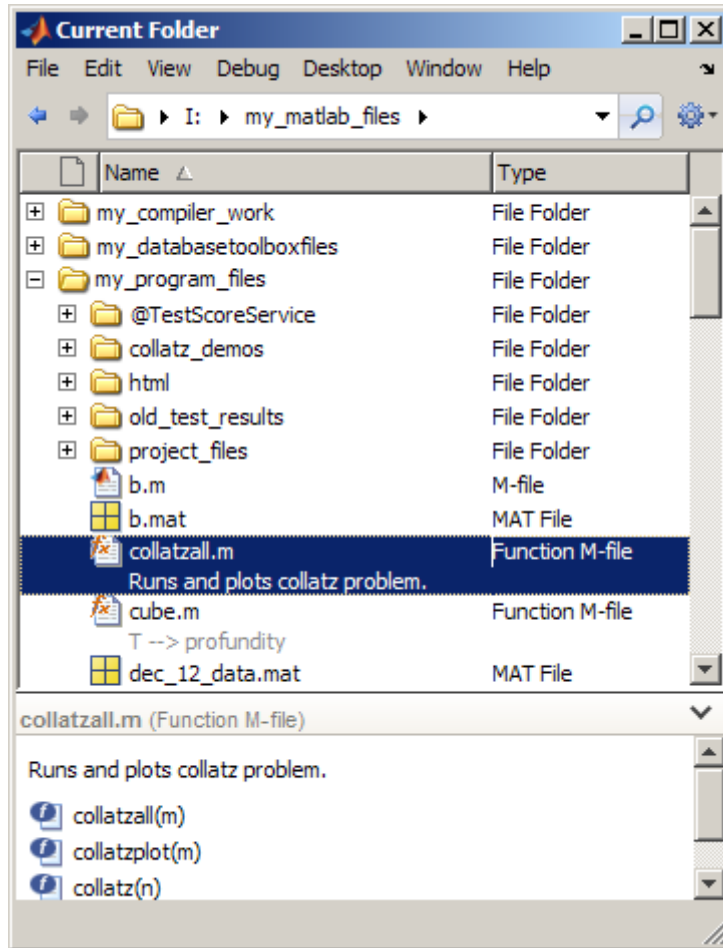 Current Folder
File Edit View Debug Desktop Window Help
I: my_matlab_files
Name Type
my_compiler_work File Folder
my_databasetoolboxfiles File Folder
my_program_files File Folder
@TestScoreService File Folder
collatz_demos File Folder
html File Folder
old_test_results File Folder
project_files File Folder
b.m M-file
b.mat MAT File
collatzall.m Function M-file
Runs and plots collatz problem.
cube.m Function M-file
T --> profundity
dec_12_data.mat MAT File
collatzall.m (Function M-file)
Runs and plots collatz problem.
collatzall(m)
collatzplot(m)
collatz(n)